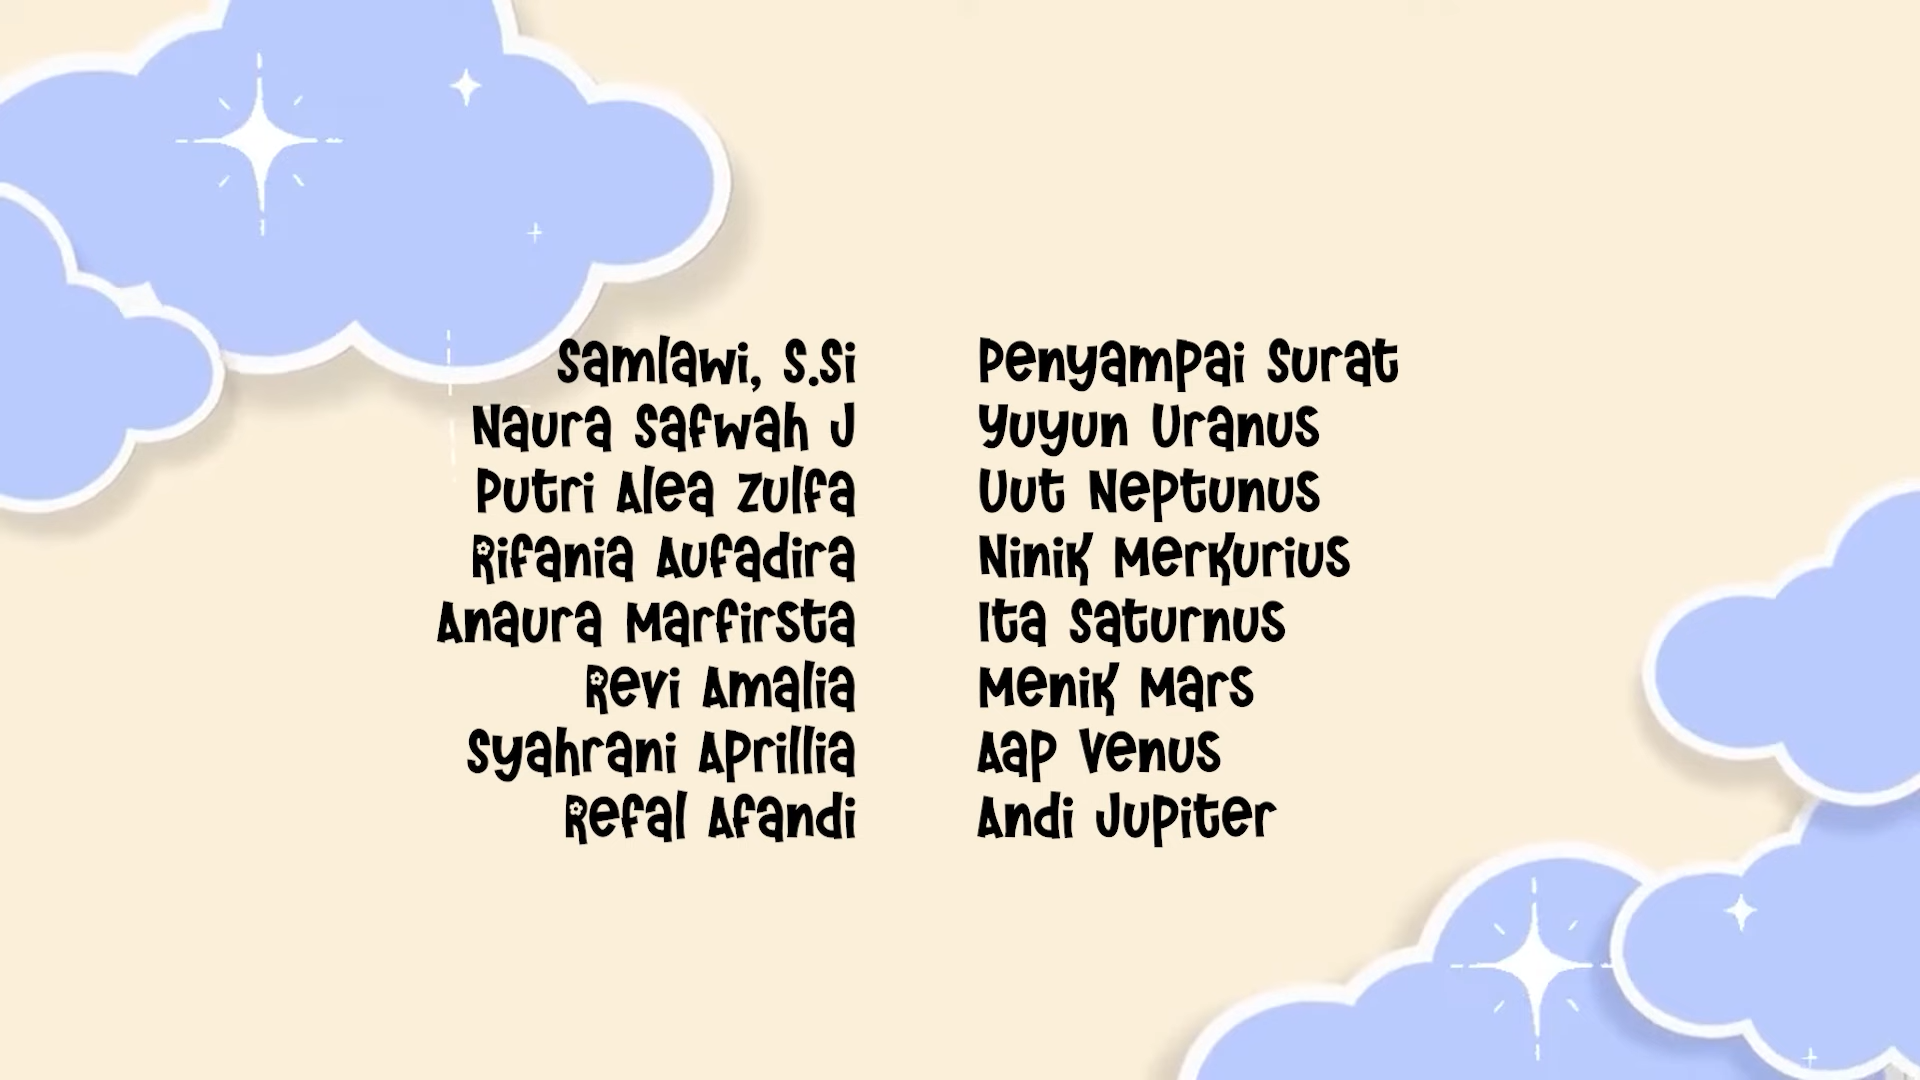 Samlawi, S.Si Penyampai Surat
Naura Safwah J Yuyun Uranus
Putri Alea Zulfa Uut Neptunus
Rifania Aufadira Ninik Merkurius
Anaura Marfirsta Ita Saturnus
Revi Amalia Menik Mars
Syahrani Aprillia Aap Venus
Refal Afandi Andi Jupiter